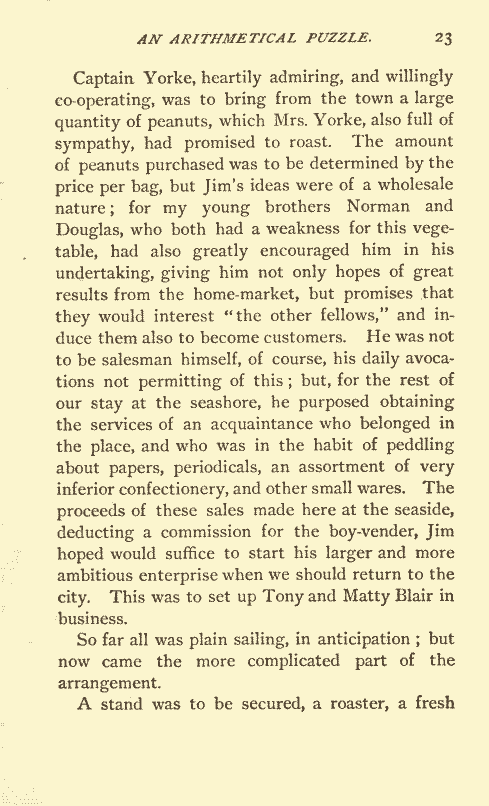 AN ARITHMETICAL PUZZLE. 23
Captain Yorke, heartily admiring, and willingly
co-operating, was to bring from the town a large
quantity of peanuts, which Mrs. Yorke, also full of
sympathy, had promised to roast. The amount
of peanuts purchased was to be determined by the
price per bag, but Jim's ideas were of a wholesale
nature; for my young brothers Norman and
Douglas, who both had a weakness for this vege-
table, had also greatly encouraged him in his
undertaking, giving him not only hopes of great
results from the home-market, but promises that
they would interest "the other fellows," and in-
duce them also to become customers. He was not
to be salesman himself, of course, his daily avoca-
tions not permitting of this; but, for the rest of
our stay at the seashore, he purposed obtaining
the services of an acquaintance who belonged in
the place, and who was in the habit of peddling
about papers, periodicals, an assortment of very
inferior confectionery, and other small wares. The
proceeds of these sales made here at the seaside,
deducting a commission for the boy-vender, Jim
hoped would suffice to start his larger and more
ambitious enterprise when we should return to the
city. This was to set up Tony and Matty Blair in
business.
So far all was plain sailing, in anticipation; but
now came the more complicated part of the
arrangement.
A stand was to be secured, a roaster, a fresh